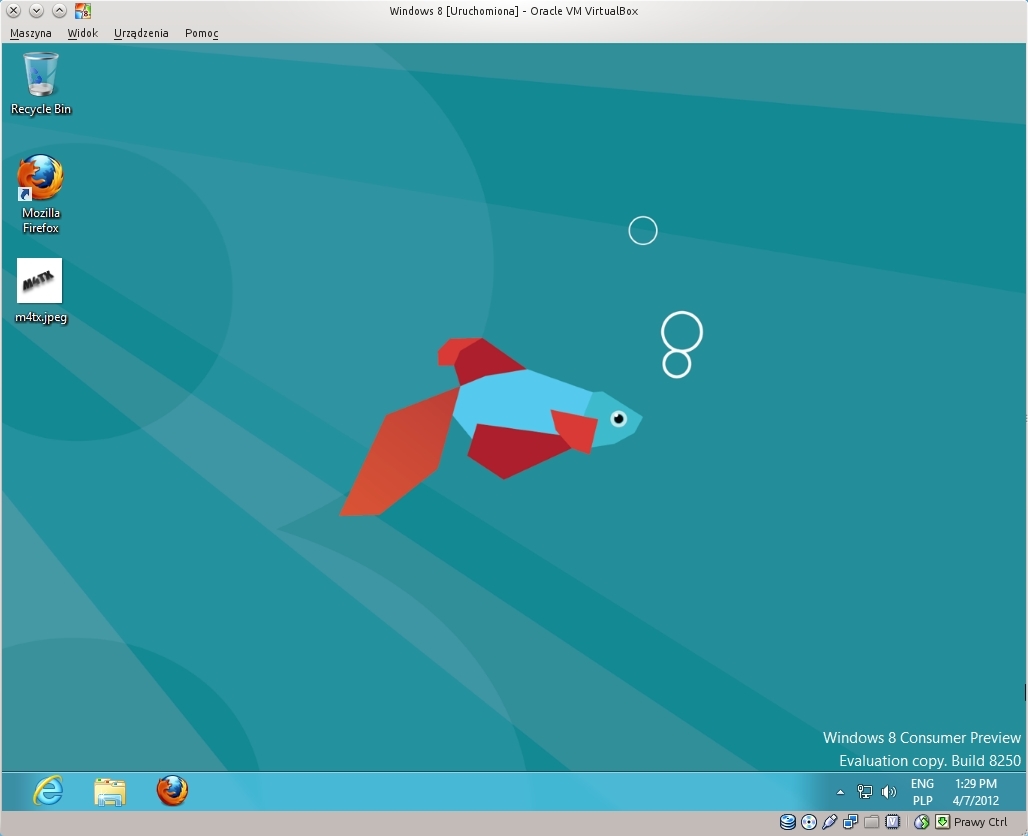 Windows 8 [Uruchomiona] - Oracle VM VirtualBox
Maszyna Widok Urządzenia Pomoc
Recycle Bin
Mozilla
Firefox
M4TX
m4tx.jpeg
Windows 8 Consumer Preview
Evaluation copy. Build 8250
ENG 1:29 PM
PLP 4/7/2012
Prawy Ctrl